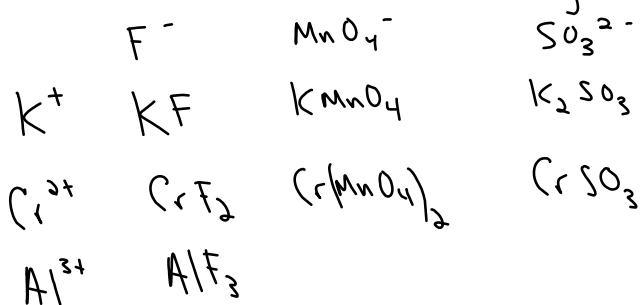 F⁻ MnO₄⁻ SO₃²⁻
K⁺ KF KMnO₄ K₂SO₃
Cr²⁺ CrF₂ Cr(MnO₄)₂ CrSO₃
Al³⁺ AlF₃